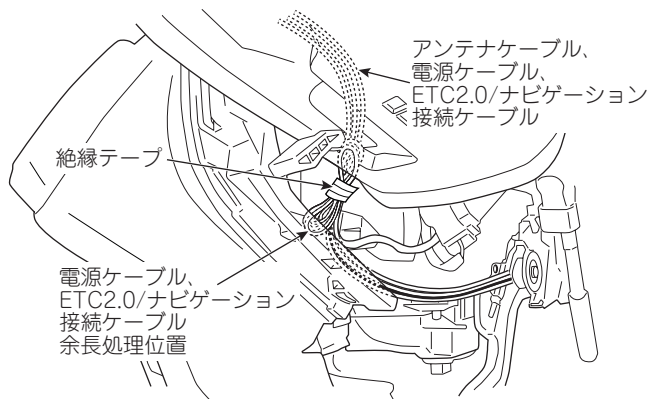 アンテナケーブル、
電源ケーブル、
ETC2.0/ナビゲーション
接続ケーブル
絶縁テープ
電源ケーブル、
ETC2.0/ナビゲーション
接続ケーブル
余長処理位置